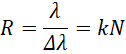 R = λ / Δλ = kN